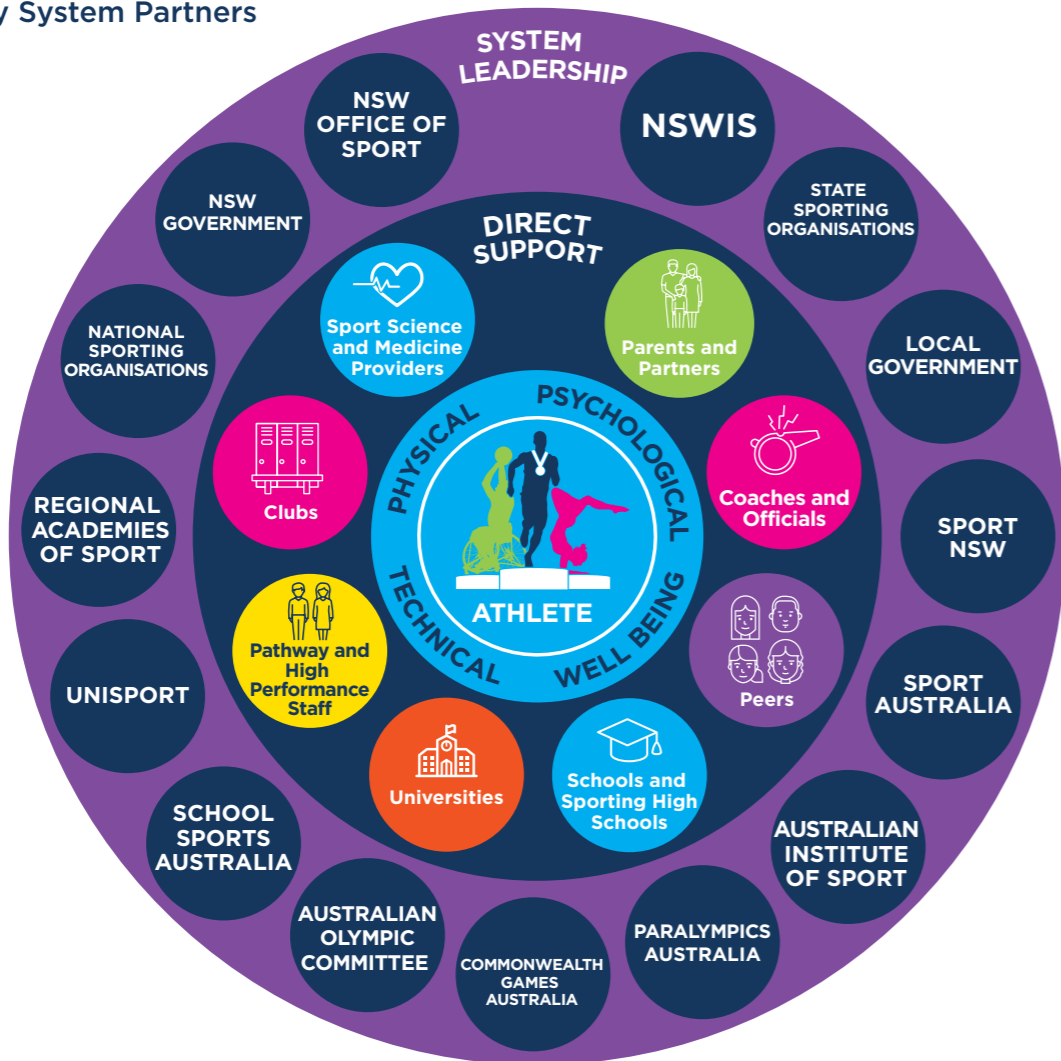 y System Partners
SYSTEM
LEADERSHIP
NSW
OFFICE OF
SPORT
NSWIS
NSW
GOVERNMENT
STATE
SPORTING
ORGANISATIONS
NATIONAL
SPORTING
ORGANISATIONS
LOCAL
GOVERNMENT
REGIONAL
ACADEMIES
OF SPORT
SPORT
NSW
UNISPORT
SPORT
AUSTRALIA
SCHOOL
SPORTS
AUSTRALIA
AUSTRALIAN
INSTITUTE
OF SPORT
AUSTRALIAN
OLYMPIC
COMMITTEE
COMMONWEALTH
GAMES
AUSTRALIA
PARALYMPICS
AUSTRALIA
DIRECT
SUPPORT
Sport Science
and Medicine
Providers
Parents and
Partners
Clubs
Coaches and
Officials
Pathway and
High
Performance
Staff
Peers
Universities
Schools and
Sporting High
Schools
PHYSICAL
PSYCHOLOGICAL
TECHNICAL
WELL BEING
ATHLETE